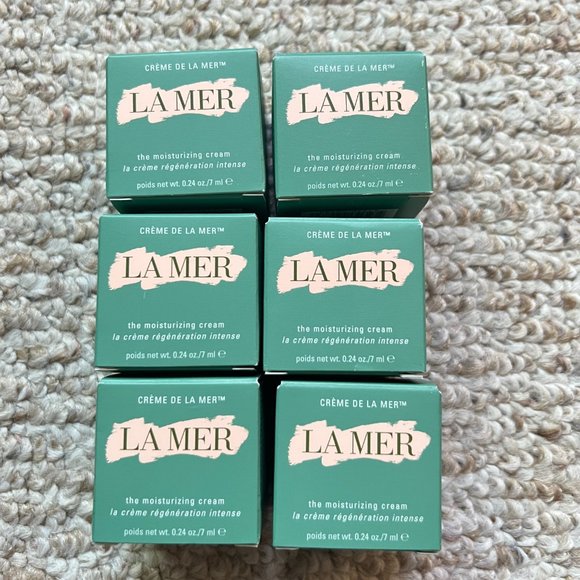 CRÈME DE LA MER™
LA MER
the moisturizing cream
la crème régénération intense
poids net wt. 0.24 oz./7 ml ℮
CRÈME DE LA MER™
LA MER
the moisturizing cream
la crème régénération intense
poids net wt. 0.24 oz./7 ml ℮
CRÈME DE LA MER™
LA MER
the moisturizing cream
la crème régénération intense
poids net wt. 0.24 oz./7 ml ℮
CRÈME DE LA MER™
LA MER
the moisturizing cream
la crème régénération intense
poids net wt. 0.24 oz./7 ml ℮
CRÈME DE LA MER™
LA MER
the moisturizing cream
la crème régénération intense
poids net wt. 0.24 oz./7 ml ℮
CRÈME DE LA MER™
LA MER
the moisturizing cream
la crème régénération intense
poids net wt. 0.24 oz./7 ml ℮